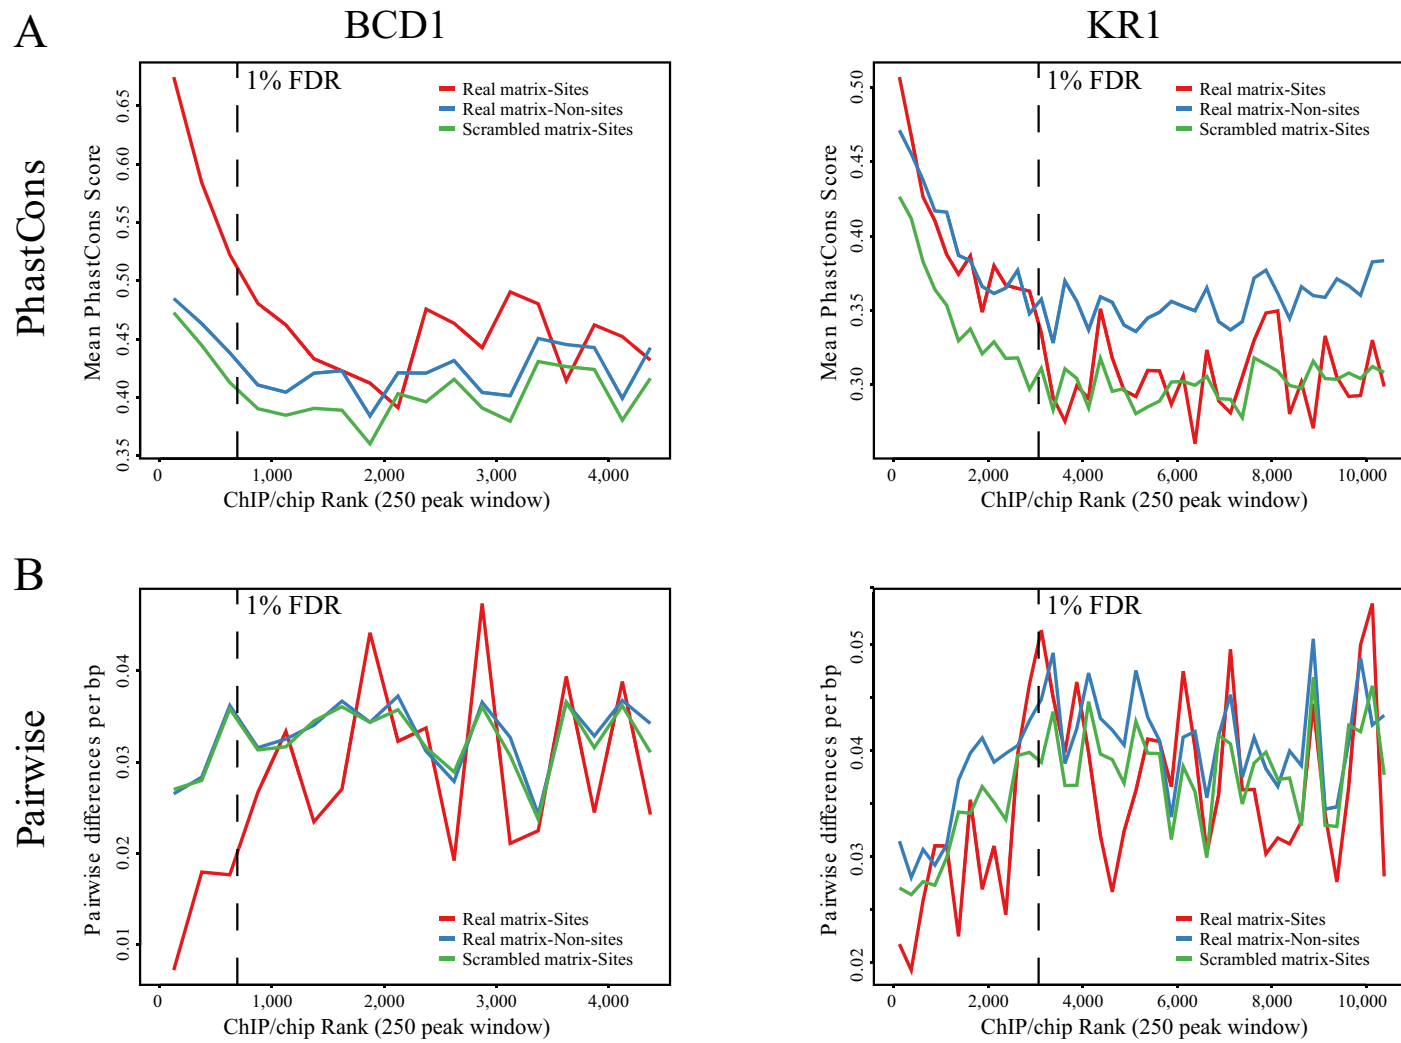 A
BCD1
KR1
PhastCons
Mean PhastCons Score
0.65
0.60
0.55
0.50
0.45
0.40
0.35
1% FDR
Real matrix-Sites
Real matrix-Non-sites
Scrambled matrix-Sites
0
1,000
2,000
3,000
4,000
ChIP/chip Rank (250 peak window)
Mean PhastCons Score
0.50
0.45
0.40
0.35
0.30
1% FDR
Real matrix-Sites
Real matrix-Non-sites
Scrambled matrix-Sites
0
2,000
4,000
6,000
8,000
10,000
ChIP/chip Rank (250 peak window)
B
Pairwise
Pairwise differences per bp
0.04
0.03
0.02
0.01
1% FDR
Real matrix-Sites
Real matrix-Non-sites
Scrambled matrix-Sites
0
1,000
2,000
3,000
4,000
ChIP/chip Rank (250 peak window)
Pairwise differences per bp
0.05
0.04
0.03
0.02
1% FDR
Real matrix-Sites
Real matrix-Non-sites
Scrambled matrix-Sites
0
2,000
4,000
6,000
8,000
10,000
ChIP/chip Rank (250 peak window)